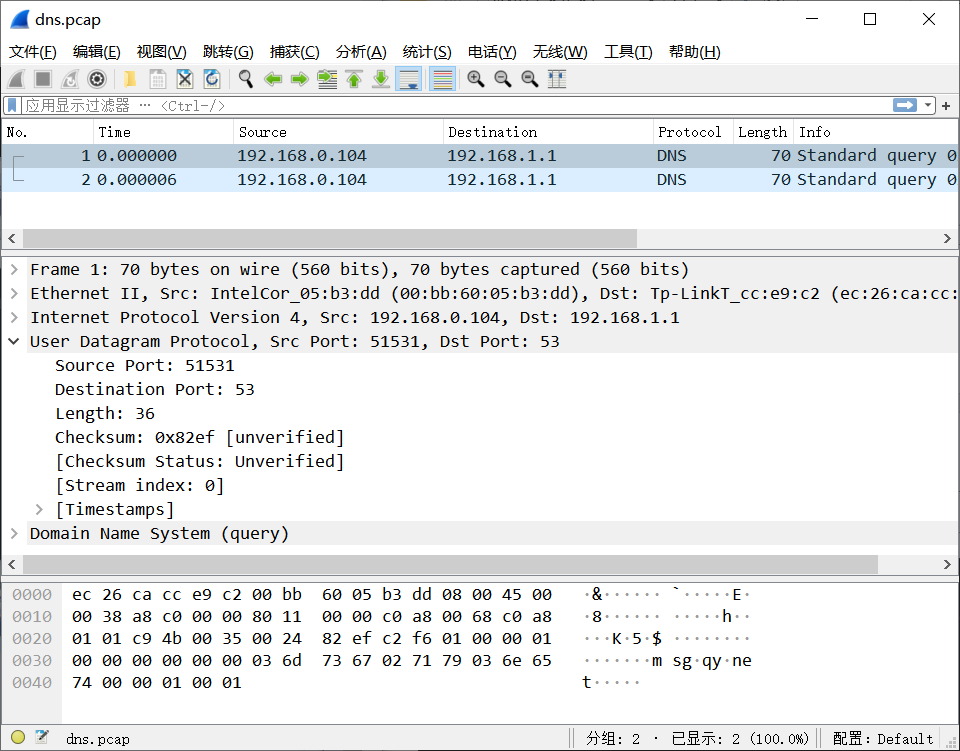 dns.pcap
文件(F) 编辑(E) 视图(V) 跳转(G) 捕获(C) 分析(A) 统计(S) 电话(Y) 无线(W) 工具(T) 帮助(H)
应用显示过滤器 … <Ctrl-/>
No. Time Source Destination Protocol Length Info
1 0.000000 192.168.0.104 192.168.1.1 DNS 70 Standard query 0
2 0.000006 192.168.0.104 192.168.1.1 DNS 70 Standard query 0
Frame 1: 70 bytes on wire (560 bits), 70 bytes captured (560 bits)
Ethernet II, Src: IntelCor_05:b3:dd (00:bb:60:05:b3:dd), Dst: Tp-LinkT_cc:e9:c2 (ec:26:ca:cc:
Internet Protocol Version 4, Src: 192.168.0.104, Dst: 192.168.1.1
User Datagram Protocol, Src Port: 51531, Dst Port: 53
Source Port: 51531
Destination Port: 53
Length: 36
Checksum: 0x82ef [unverified]
[Checksum Status: Unverified]
[Stream index: 0]
[Timestamps]
Domain Name System (query)
0000 ec 26 ca cc e9 c2 00 bb 60 05 b3 dd 08 00 45 00 ·&······ `·····E·
0010 00 38 a8 c0 00 00 80 11 00 00 c0 a8 00 68 c0 a8 ·8······ ·····h··
0020 01 01 c9 4b 00 35 00 24 82 ef c2 f6 01 00 00 01 ···K·5·$ ········
0030 00 00 00 00 00 00 03 6d 73 67 02 71 79 03 6e 65 ·······m sg·qy·ne
0040 74 00 00 01 00 01 t·····
dns.pcap 分组: 2 · 已显示: 2 (100.0%) 配置: Default